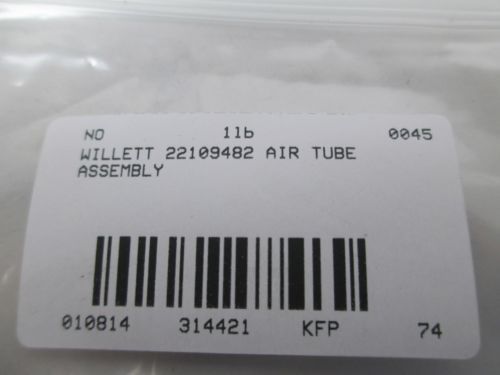 NO 1lb 0045
WILLETT 22109482 AIR TUBE
ASSEMBLY
010814 314421 KFP 74